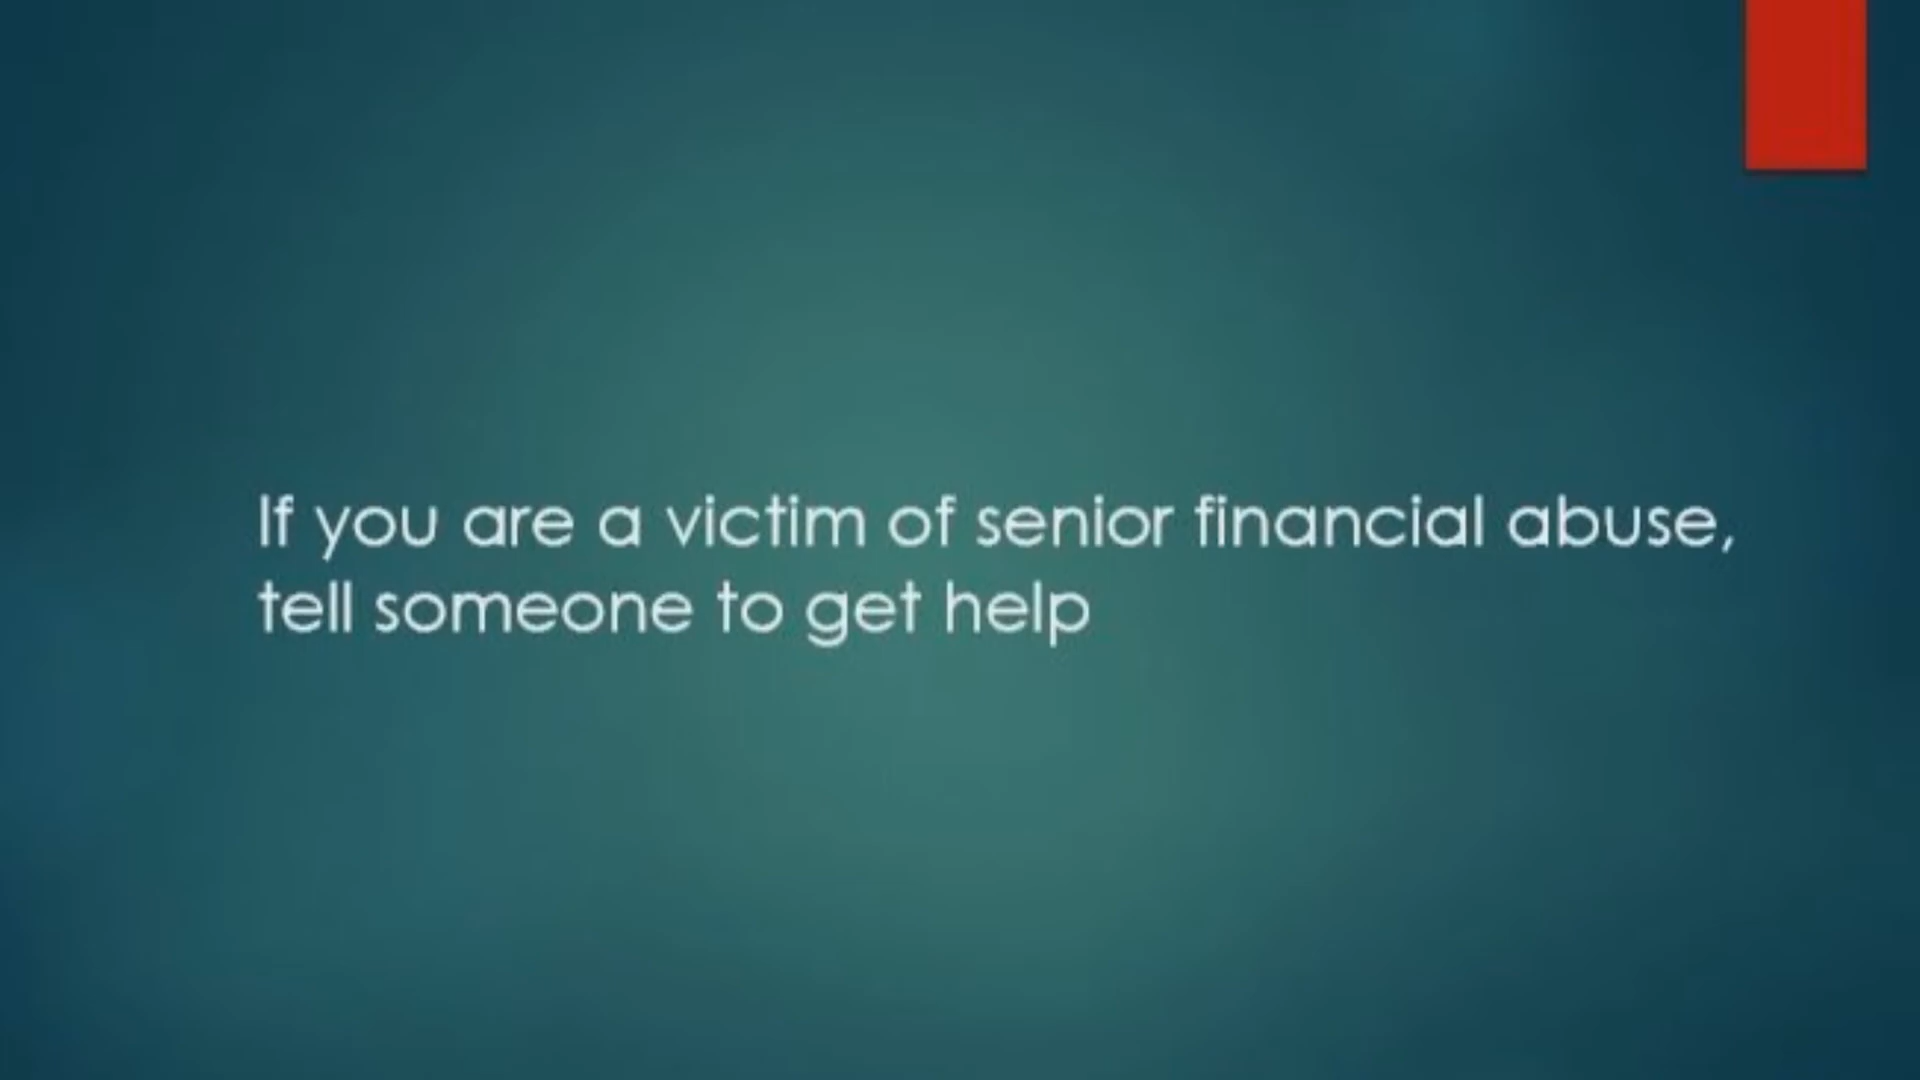 If you are a victim of senior financial abuse,
tell someone to get help